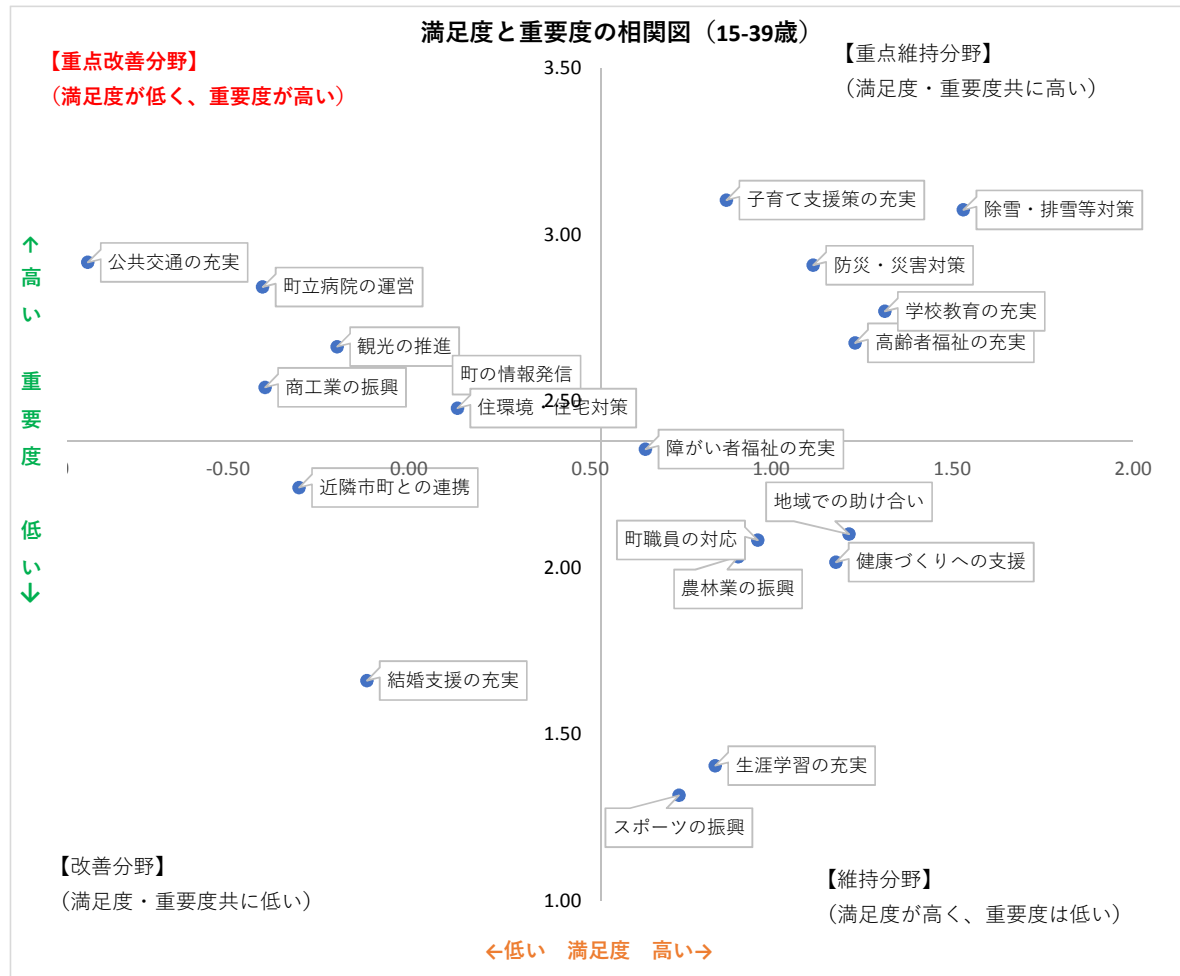 満足度と重要度の相関図（15-39歳）
【重点改善分野】
（満足度が低く、重要度が高い）
【重点維持分野】
（満足度・重要度共に高い）
3.50
子育て支援策の充実
除雪・排雪等対策
3.00
公共交通の充実
防災・災害対策
町立病院の運営
学校教育の充実
高齢者福祉の充実
観光の推進
町の情報発信
商工業の振興
2.50
住環境・住宅対策
障がい者福祉の充実
-0.50
0.00
0.50
1.00
1.50
2.00
近隣市町との連携
地域での助け合い
町職員の対応
健康づくりへの支援
2.00
農林業の振興
結婚支援の充実
1.50
生涯学習の充実
スポーツの振興
1.00
↑高い　重要度　低い↓
【改善分野】
（満足度・重要度共に低い）
【維持分野】
（満足度が高く、重要度は低い）
←低い　満足度　高い→